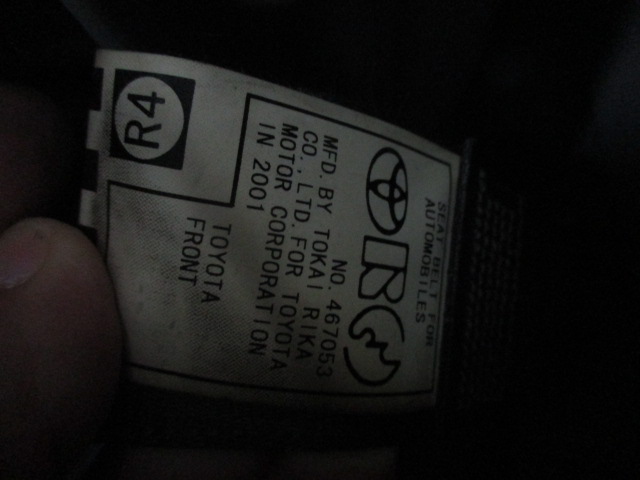 SEAT BELT FOR
AUTOMOBILES
NO. 467053
MFD. BY TOKAI RIKA
CO., LTD. FOR TOYOTA
MOTOR CORPORATION
IN 2001
TOYOTA
FRONT
R4